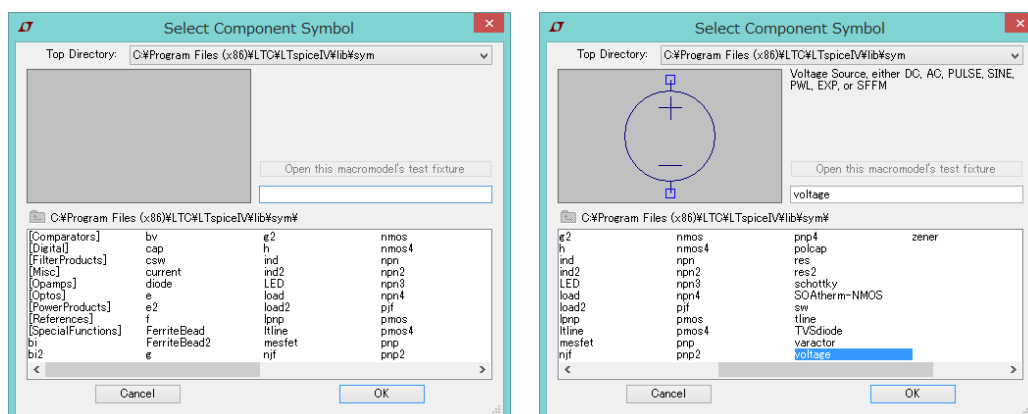 Select Component Symbol
Top Directory: C:¥Program Files (x86)¥LTC¥LTspiceIV¥lib¥sym
Open this macromodel's test fixture
C:¥Program Files (x86)¥LTC¥LTspiceIV¥lib¥sym¥
[Comparators] bv g2 nmos
[Digital] cap h nmos4
[FilterProducts] csw ind npn
[Misc] current ind2 npn2
[Opamps] diode LED npn3
[Optos] e load npn4
[PowerProducts] e2 load2 pjf
[References] f lpnp pmos
[SpecialFunctions] FerriteBead ltline pmos4
bi FerriteBead2 mesfet pnp
bi2 g njf pnp2
Cancel OK
Select Component Symbol
Top Directory: C:¥Program Files (x86)¥LTC¥LTspiceIV¥lib¥sym
Voltage Source, either DC, AC, PULSE, SINE,
PWL, EXP, or SFFM
Open this macromodel's test fixture
voltage
C:¥Program Files (x86)¥LTC¥LTspiceIV¥lib¥sym¥
g2 nmos pnp4 zener
h nmos4 polcap
ind npn res
ind2 npn2 res2
LED npn3 schottky
load npn4 SOAtherm-NMOS
load2 pjf sw
lpnp pmos tline
ltline pmos4 TVSdiode
mesfet pnp varactor
njf pnp2 voltage
Cancel OK